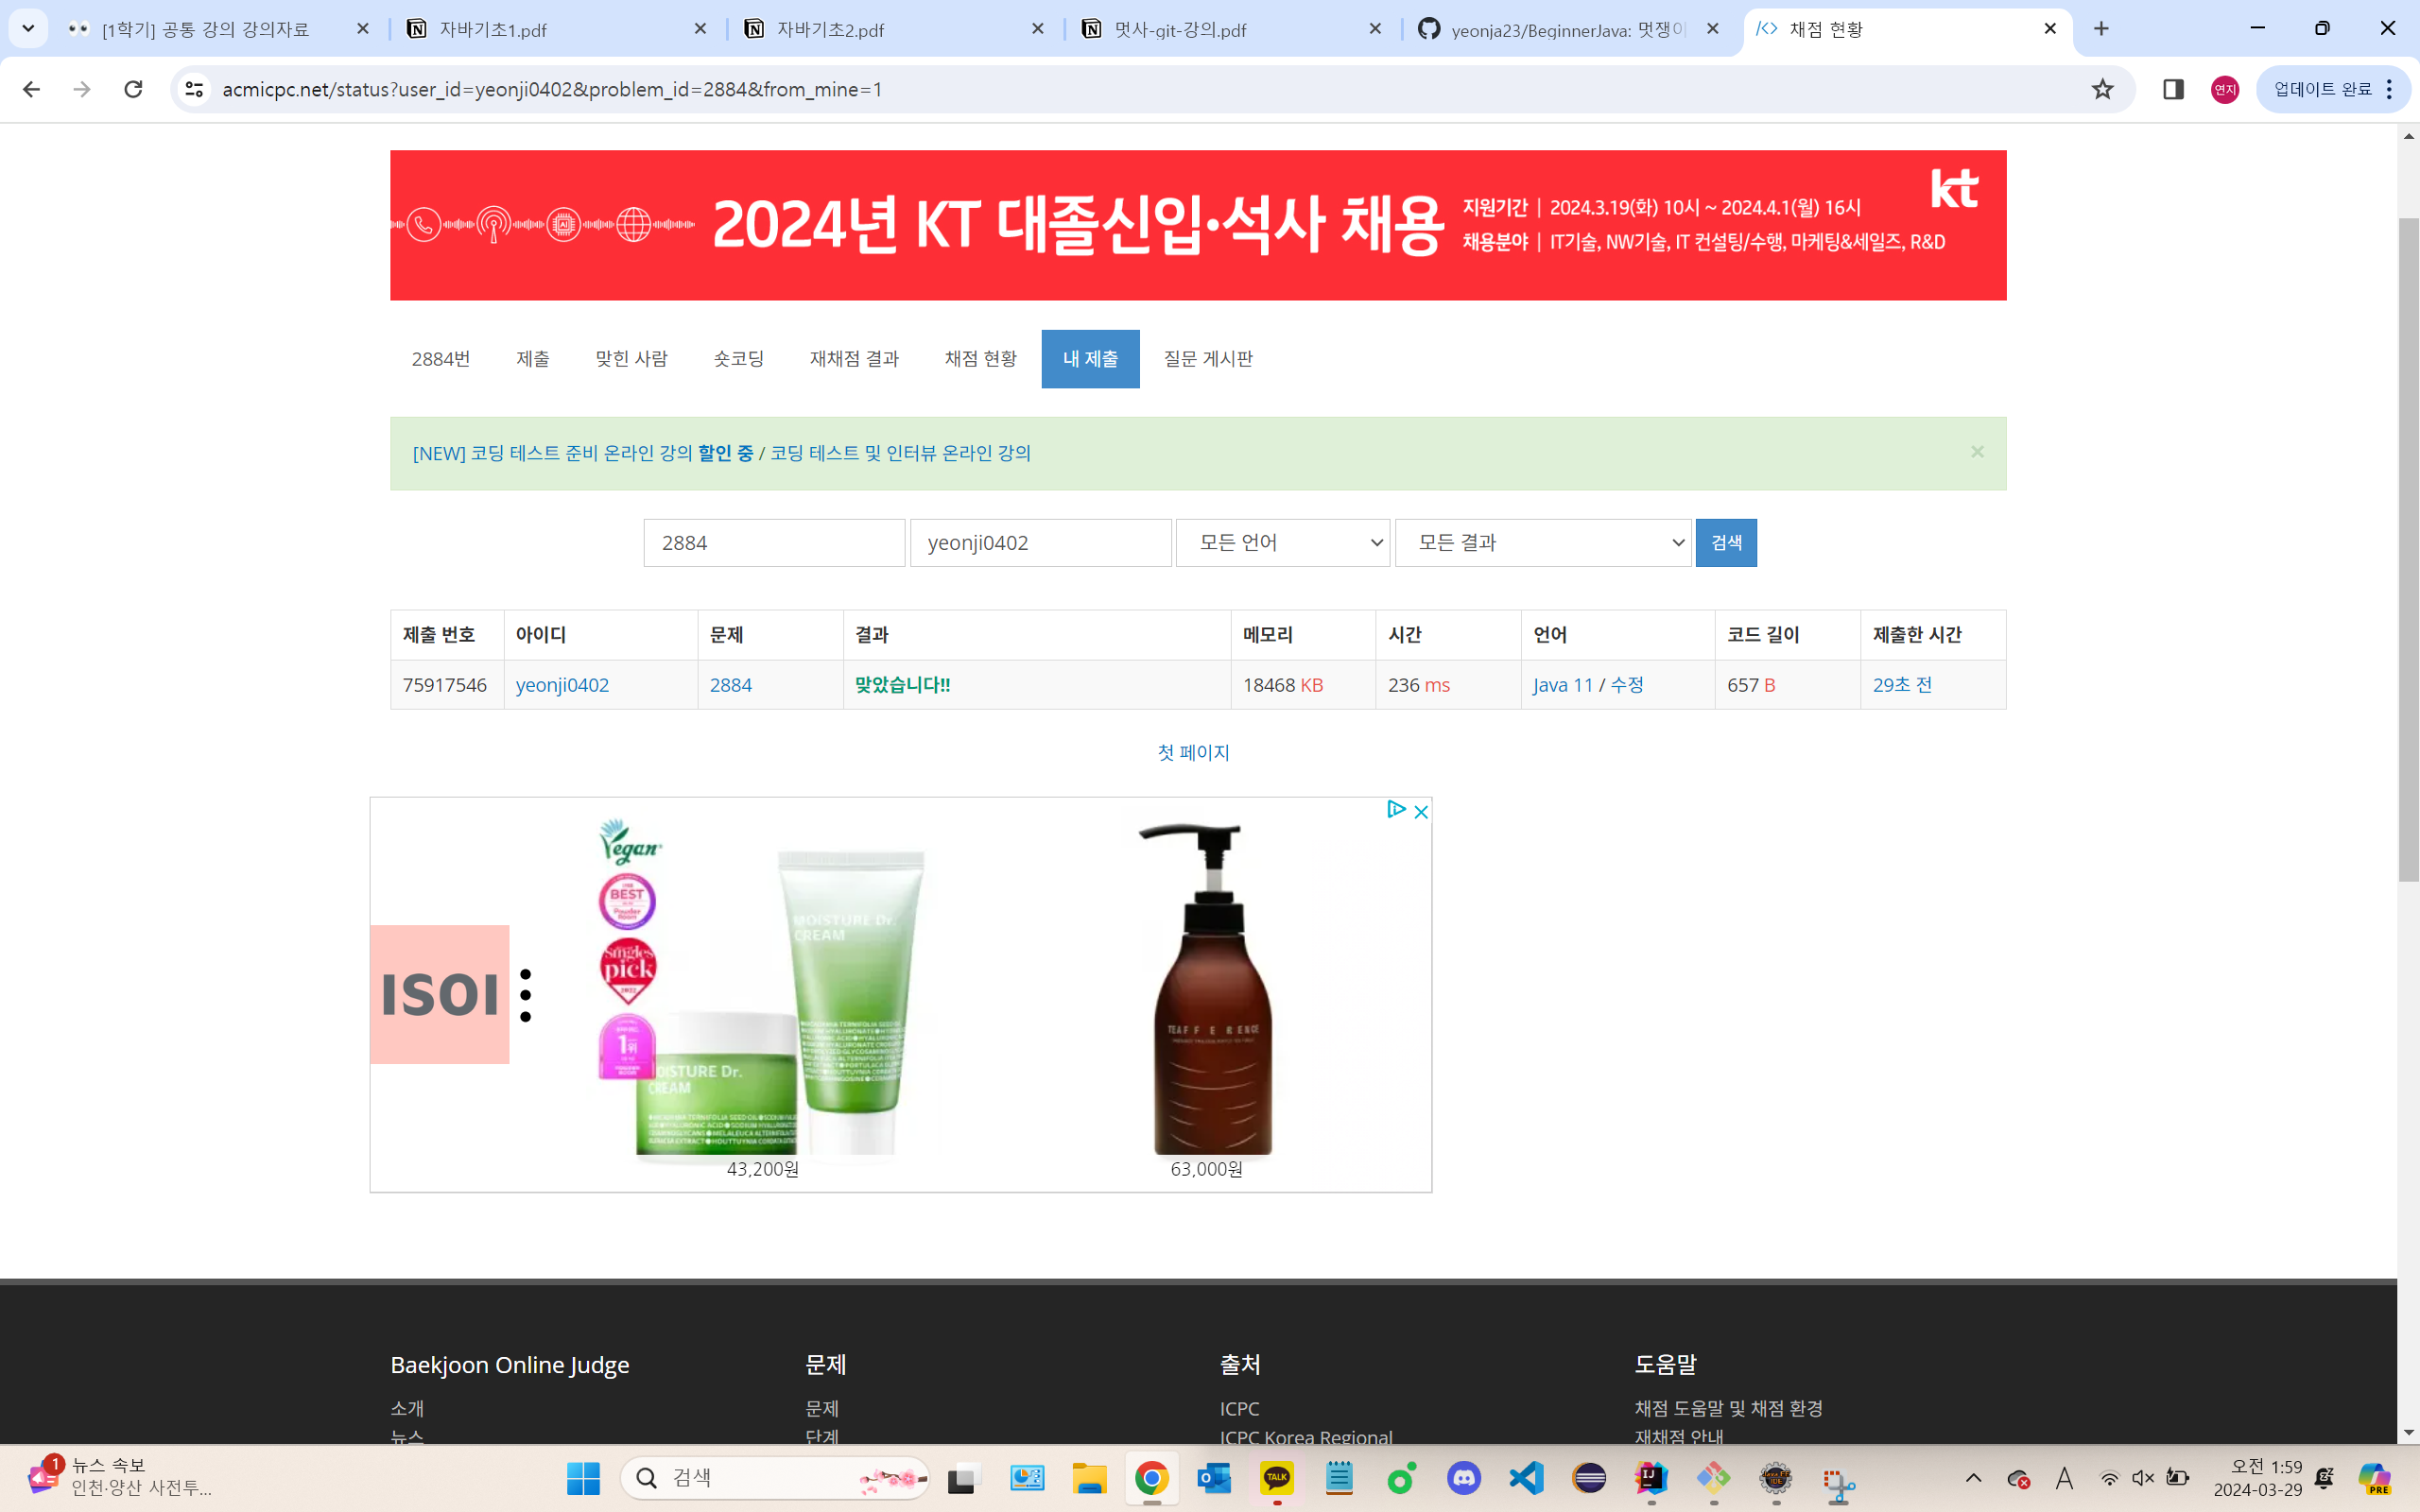 [1학기] 공통 강의 강의자료
자바기초1.pdf
자바기초2.pdf
멋사-git-강의.pdf
yeonja23/BeginnerJava: 멋쟁이
채점 현황
acmicpc.net/status?user_id=yeonji0402&problem_id=2884&from_mine=1
연지
업데이트 완료
2024년 KT 대졸신입·석사 채용
지원기간 | 2024.3.19(화) 10시 ~ 2024.4.1(월) 16시
채용분야 | IT기술, NW기술, IT 컨설팅/수행, 마케팅&세일즈, R&D
kt
2884번 제출 맞힌 사람 숏코딩 재채점 결과 채점 현황 내 제출 질문 게시판
[NEW] 코딩 테스트 준비 온라인 강의 할인 중 / 코딩 테스트 및 인터뷰 온라인 강의
2884 yeonji0402 모든 언어 모든 결과 검색
제출 번호 아이디 문제 결과 메모리 시간 언어 코드 길이 제출한 시간
75917546 yeonji0402 2884 맞았습니다!! 18468 KB 236 ms Java 11 / 수정 657 B 29초 전
첫 페이지
ISOI
Vegan
BEST
Powder Room
Singles
pick
1위
MOISTURE Dr.
CREAM
OISTURE Dr.
CREAM
TEAFFERENCE
43,200원
63,000원
Baekjoon Online Judge 문제 출처 도움말
소개 문제 ICPC 채점 도움말 및 채점 환경
뉴스 단계 ICPC Korea Regional 재채점 안내
1
뉴스 속보
인천·양산 사전투...
검색
TALK
IJ
A
오전 1:59
2024-03-29
PRE